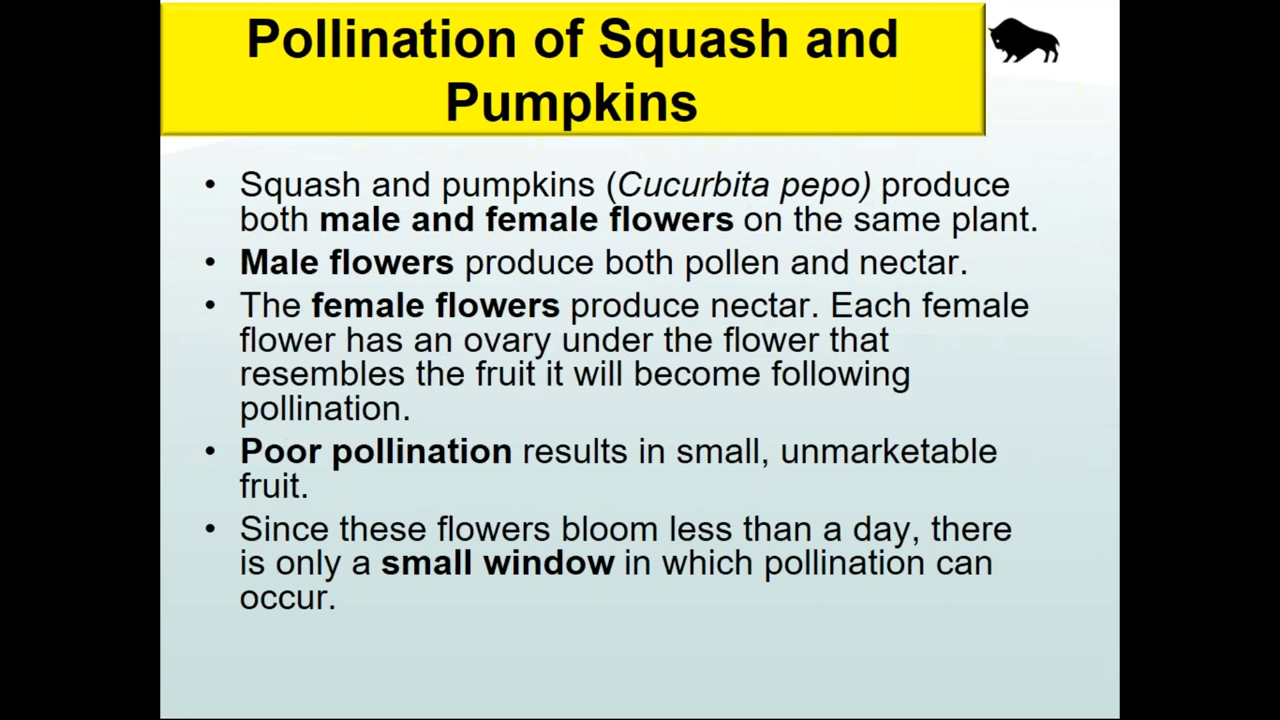 Pollination of Squash and
Pumpkins
• Squash and pumpkins (Cucurbita pepo) produce
both male and female flowers on the same plant.
• Male flowers produce both pollen and nectar.
• The female flowers produce nectar. Each female
flower has an ovary under the flower that
resembles the fruit it will become following
pollination.
• Poor pollination results in small, unmarketable
fruit.
• Since these flowers bloom less than a day, there
is only a small window in which pollination can
occur.